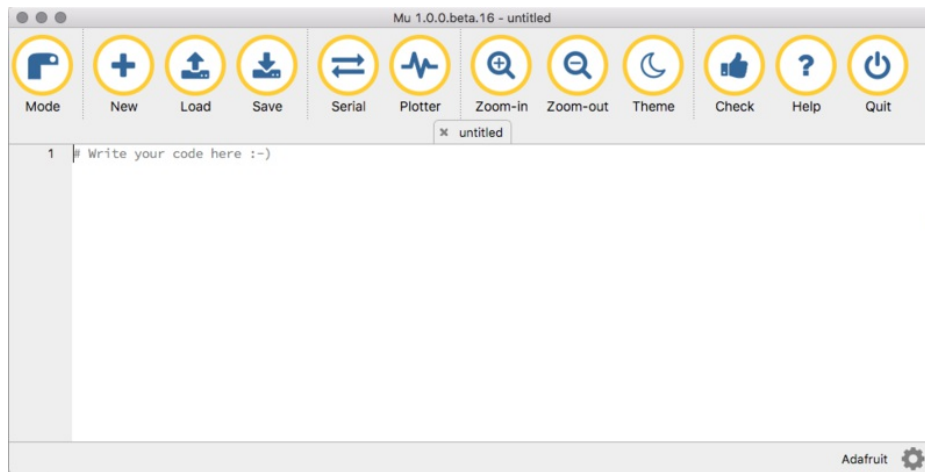 Mu 1.0.0.beta.16 - untitled
Mode New Load Save Serial Plotter Zoom-in Zoom-out Theme Check Help Quit
untitled
1 # Write your code here :-)
Adafruit